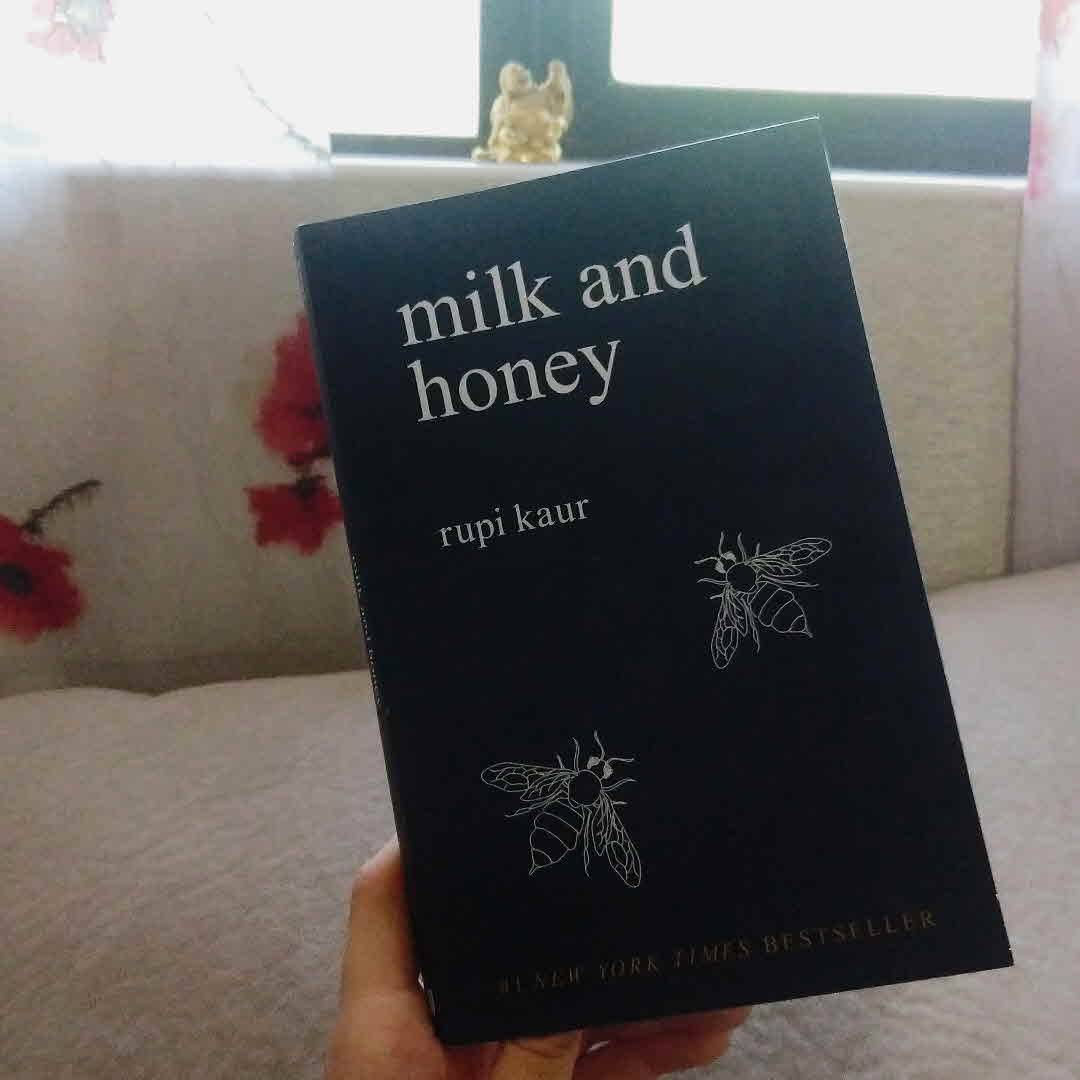 milk and
honey
rupi kaur
#1 NEW YORK TIMES BESTSELLER